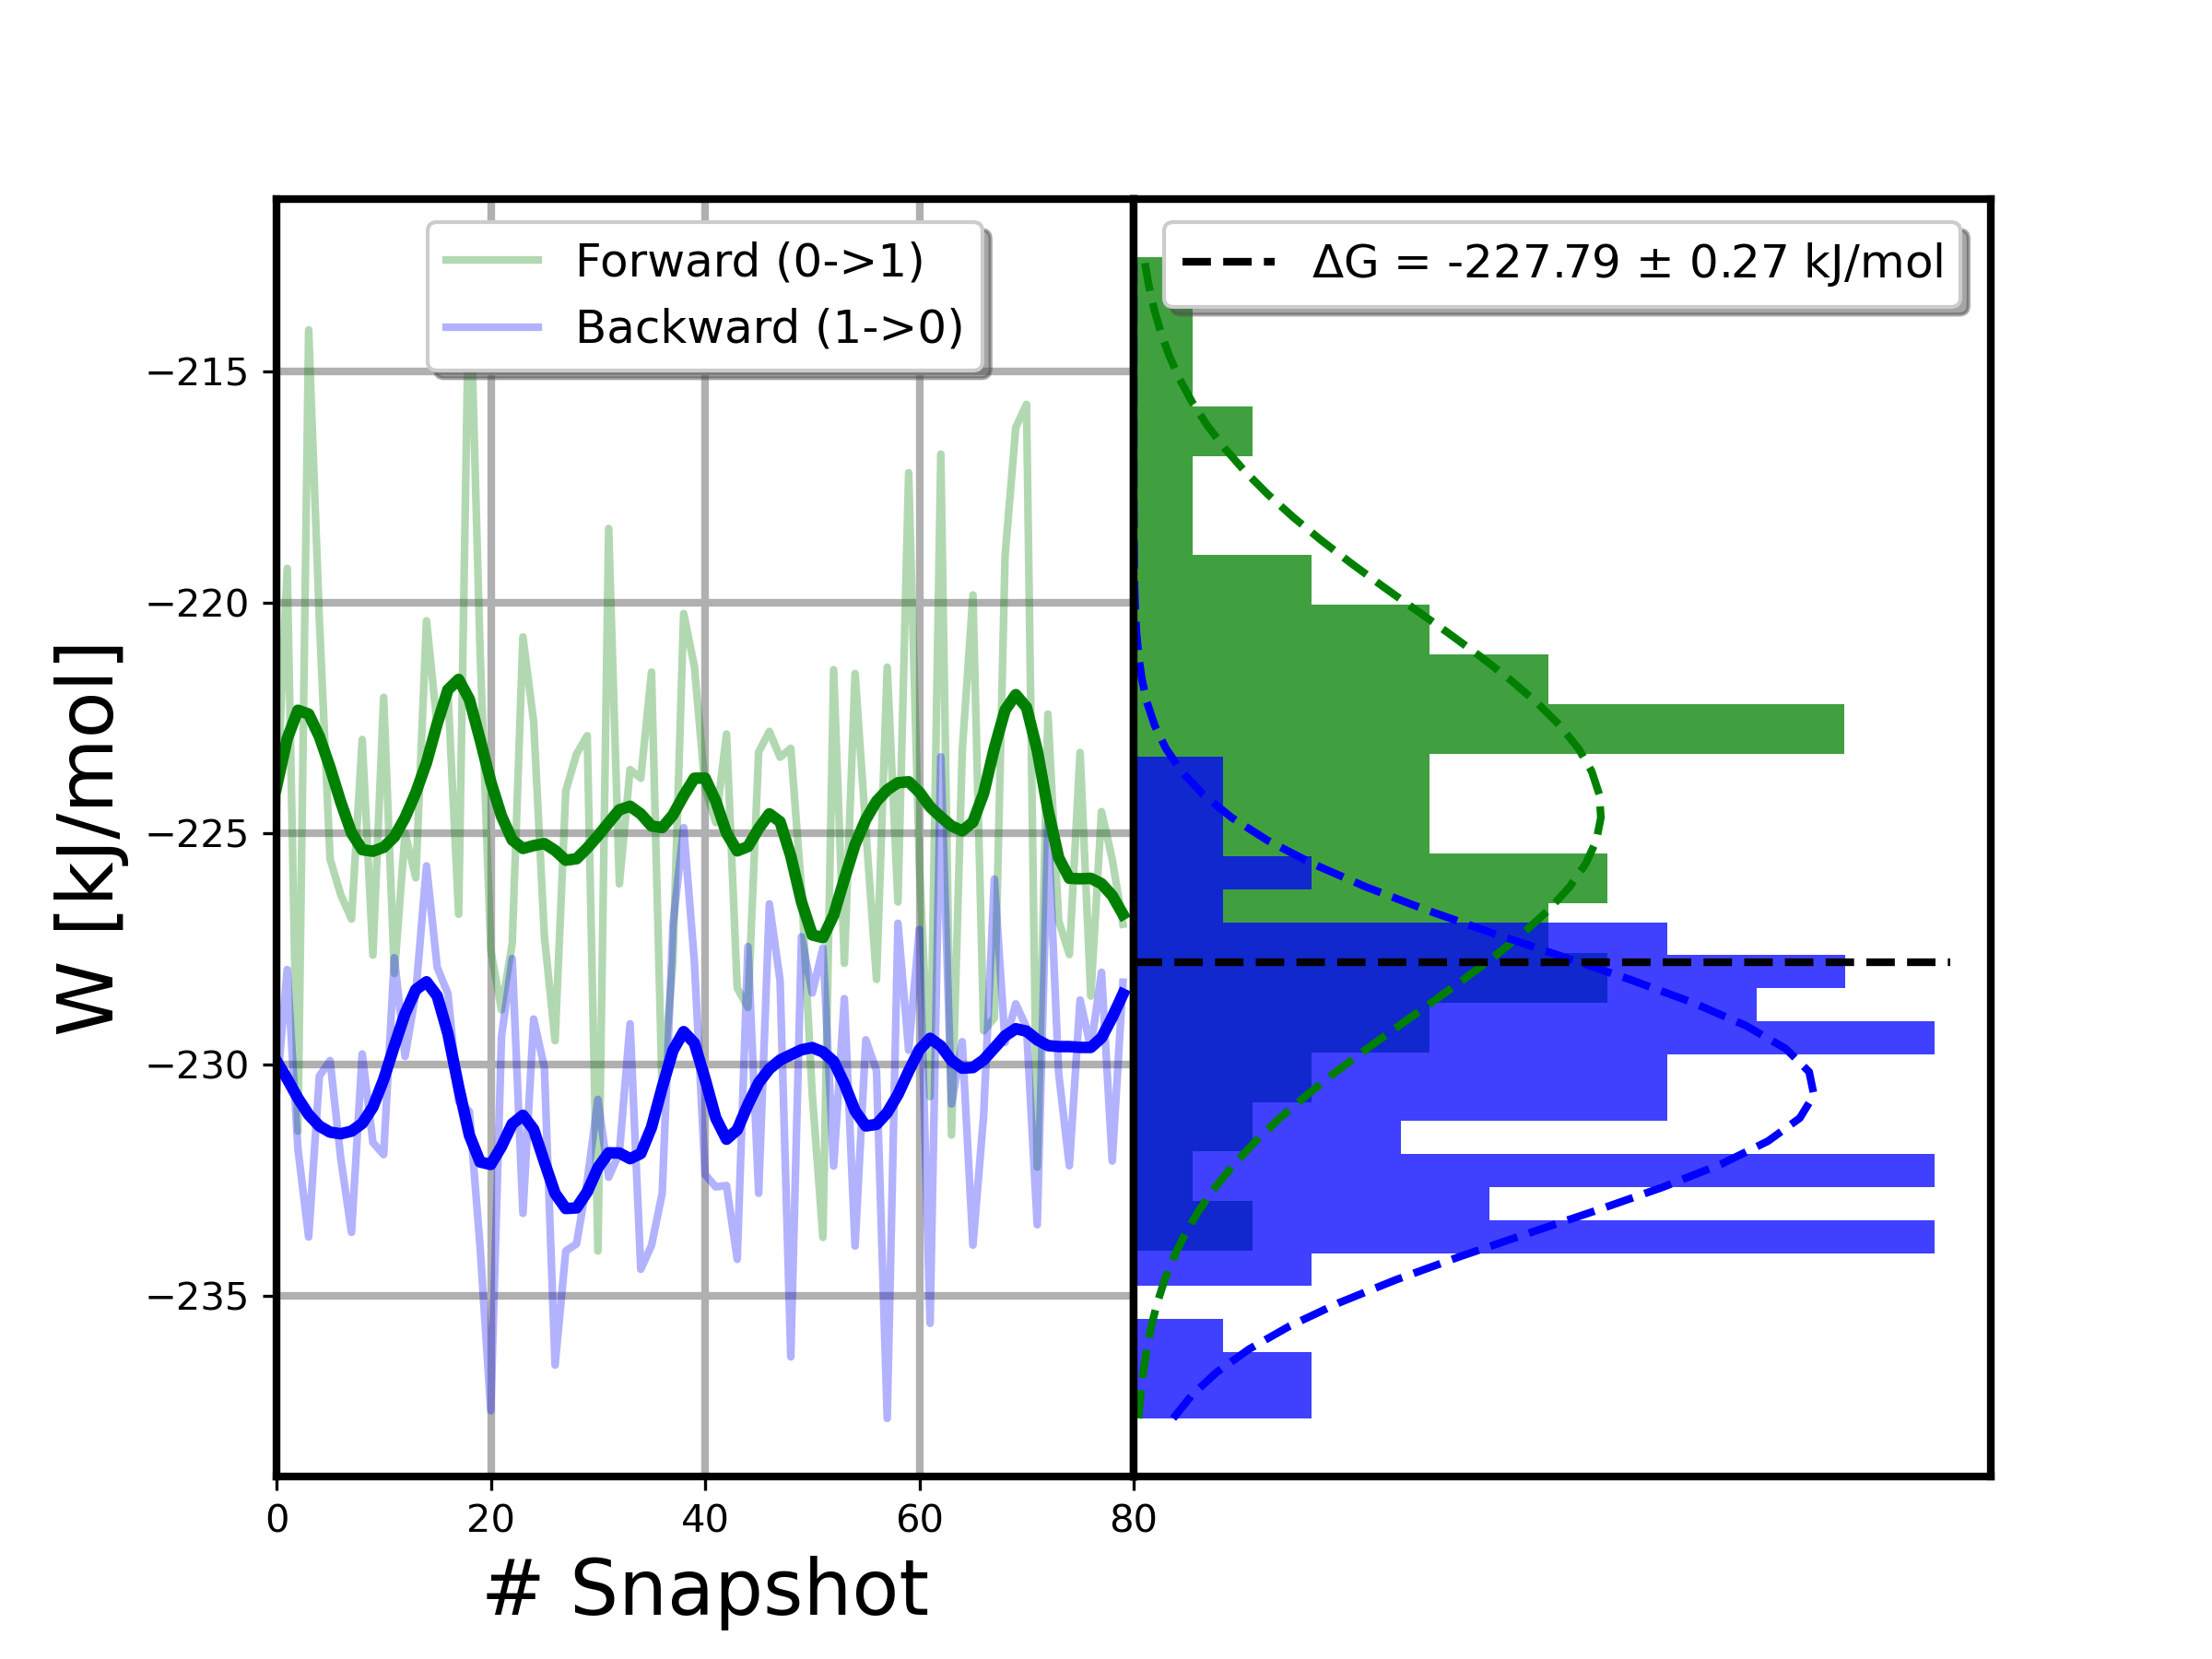 Forward (0->1)
Backward (1->0)
ΔG = -227.79 ± 0.27 kJ/mol
W [kJ/mol]
−215
−220
−225
−230
−235
0 20 40 60 80
# Snapshot